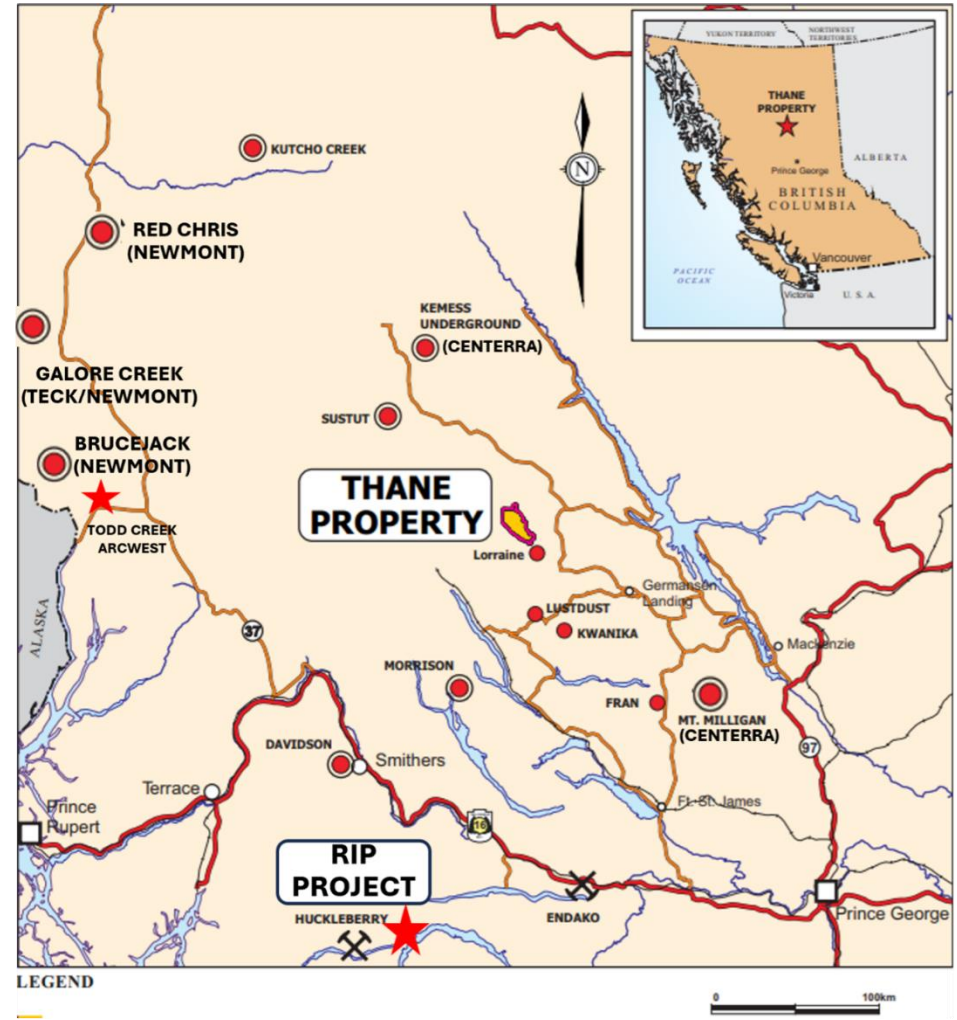 YUKON TERRITORY
NORTHWEST
TERRITORIES
THANE
PROPERTY
ALBERTA
Prince George
BRITISH
COLUMBIA
PACIFIC
OCEAN
Vancouver
Victoria
U. S. A.
KUTCHO CREEK
N
RED CHRIS
(NEWMONT)
KEMESS
UNDERGROUND
(CENTERRA)
GALORE CREEK
(TECK/NEWMONT)
SUSTUT
BRUCEJACK
(NEWMONT)
THANE
PROPERTY
TODD CREEK
ARCWEST
Lorraine
Germansen
Landing
LUSTDUST
KWANIKA
ALASKA
37
Mackenzie
MORRISON
FRAN
MT. MILLIGAN
(CENTERRA)
97
DAVIDSON
Smithers
Terrace
Ft. St. James
Prince
Rupert
16
RIP
PROJECT
HUCKLEBERRY
ENDAKO
Prince George
LEGEND
0 100km